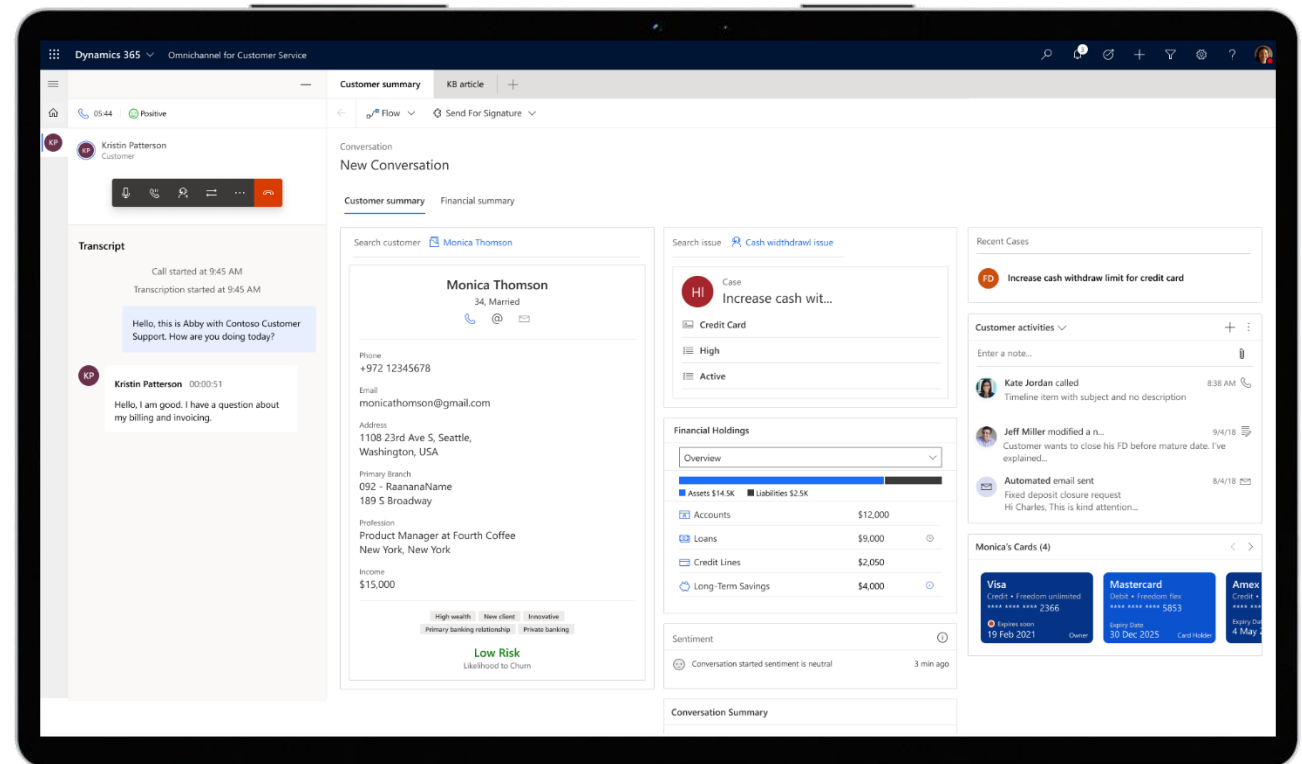 Dynamics 365
Omnichannel for Customer Service
3
Customer summary
KB article
05:44
Positive
Flow
Send For Signature
KP
KP
Kristin Patterson
Customer
Conversation
New Conversation
Customer summary
Financial summary
Transcript
Call started at 9:45 AM
Transcription started at 9:45 AM
Hello, this is Abby with Contoso Customer
Support. How are you doing today?
KP
Kristin Patterson 00:00:51
Hello, I am good. I have a question about
my billing and invoicing.
Search customer
Monica Thomson
Monica Thomson
34, Married
Phone
+972 12345678
Email
monicathomson@gmail.com
Address
1108 23rd Ave S, Seattle,
Washington, USA
Primary Branch
092 - RaananaName
189 S Broadway
Profession
Product Manager at Fourth Coffee
New York, New York
Income
$15,000
High wealth
New client
Innovative
Primary banking relationship
Private banking
Low Risk
Likelihood to Churn
Search issue
Cash widthdrawl issue
HI
Case
Increase cash wit...
Credit Card
High
Active
Financial Holdings
Overview
Assets $14.5K
Liabilities $2.5K
Accounts $12,000
Loans $9,000
Credit Lines $2,050
Long-Term Savings $4,000
Sentiment
Conversation started sentiment is neutral
3 min ago
Conversation Summary
Recent Cases
FD
Increase cash withdraw limit for credit card
Customer activities
Enter a note...
Kate Jordan called
8:38 AM
Timeline item with subject and no description
Jeff Miller modified a n...
9/4/18
Customer wants to close his FD before mature date. I've
explained...
Automated email sent
8/4/18
Fixed deposit closure request
Hi Charles, This is kind attention...
Monica's Cards (4)
Visa
Credit • Freedom unlimited
**** **** **** 2366
Expires soon
19 Feb 2021
Owner
Mastercard
Debit • Freedom flex
**** **** **** 5853
Expiry Date
30 Dec 2025
Card Holder
Amex
Credit •
**** ***
Expiry Dat
4 May